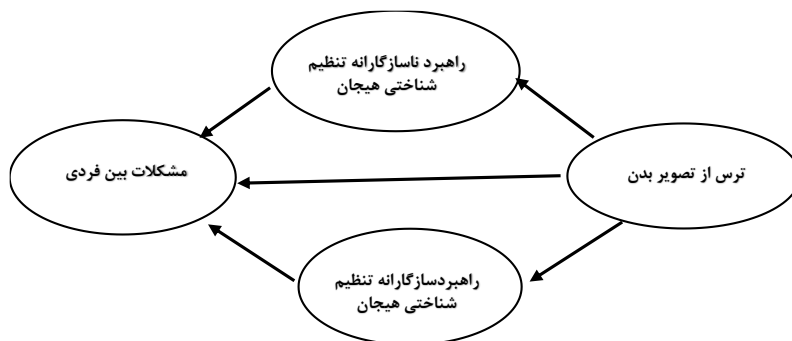 راهبرد ناسازگارانه تنظیم
شناختی هیجان
ترس از تصویر بدن
مشکلات بین فردی
راهبردسازگارانه تنظیم
شناختی هیجان